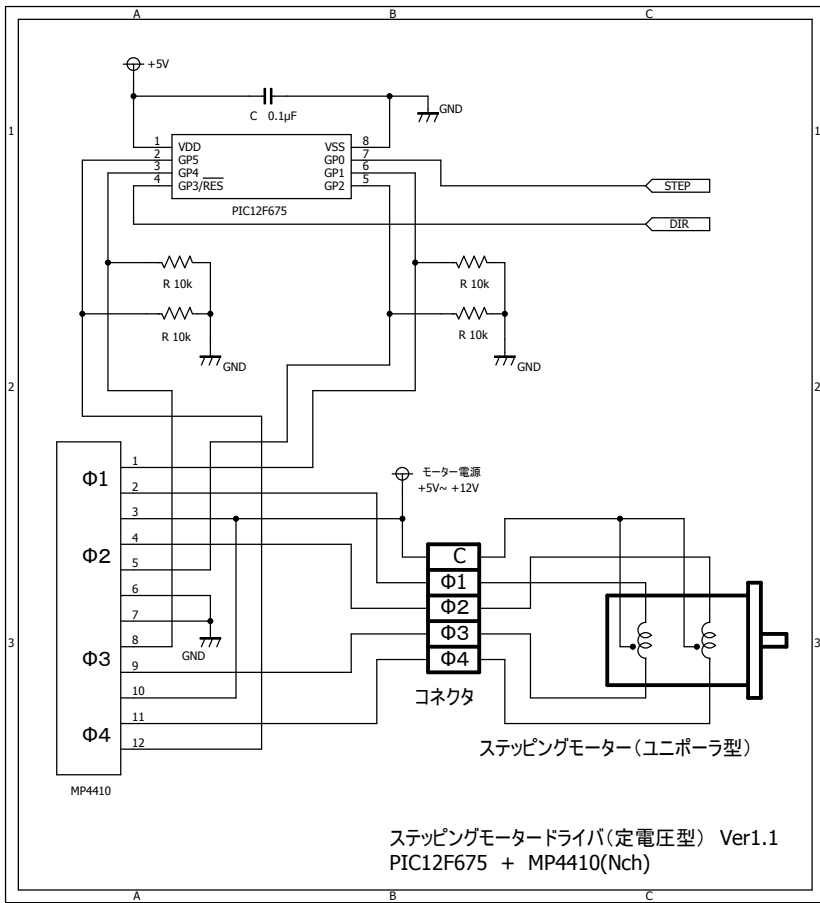 A B C
+5V
C 0.1μF
GND
1 1
1 VDD VSS 8
2 GP5 GP0 7
3 GP4 GP1 6
4 GP3/RES GP2 5
PIC12F675
STEP
DIR
R 10k R 10k
R 10k R 10k
GND GND
2 2
Φ1
1
2
3
Φ2
4
5
6
7
GND
Φ3
8
9
10
Φ4
11
12
MP4410
モーター電源
+5V~ +12V
C
Φ1
Φ2
Φ3
Φ4
コネクタ
3 3
ステッピングモーター(ユニポーラ型)
ステッピングモータードライバ(定電圧型) Ver1.1
PIC12F675 + MP4410(Nch)
A B C